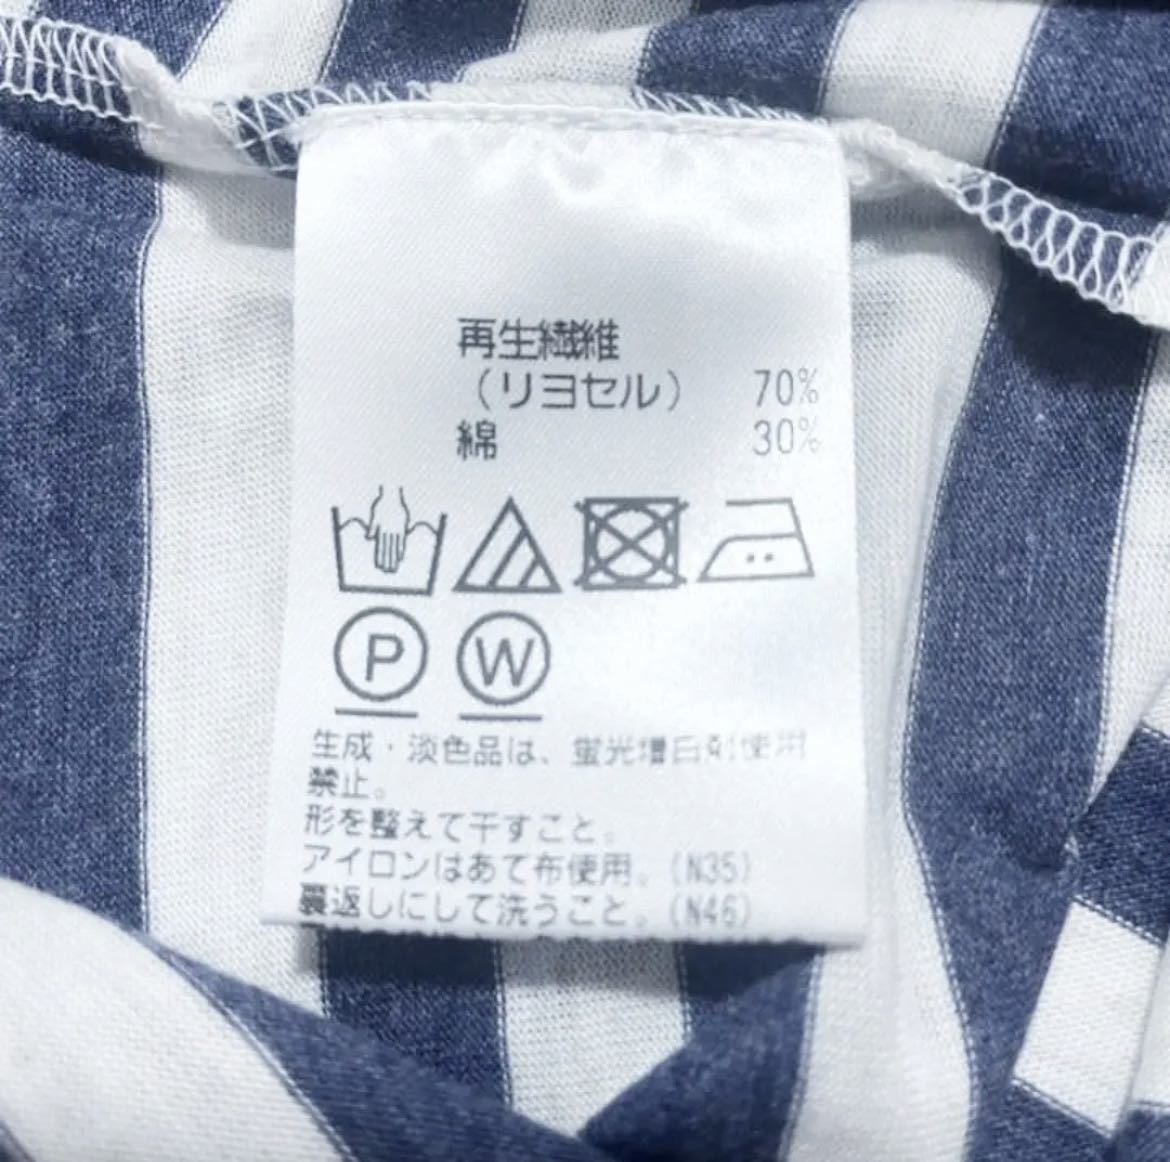 再生繊維
（リヨセル） 70%
綿 30%
P W
生成・淡色品は、蛍光増白剤使用
禁止。
形を整えて干すこと。
アイロンはあて布使用。(N35)
裏返しにして洗うこと。(N46)